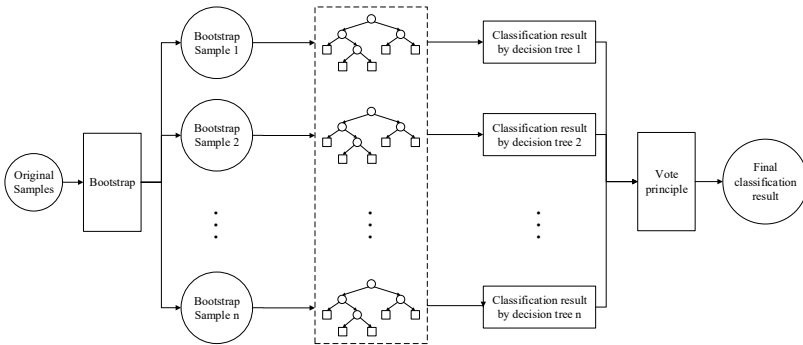 Original
Samples
Bootstrap
Bootstrap
Sample 1
Bootstrap
Sample 2
Bootstrap
Sample n
Classification result
by decision tree 1
Classification result
by decision tree 2
Classification result
by decision tree n
Vote
principle
Final
classification
result